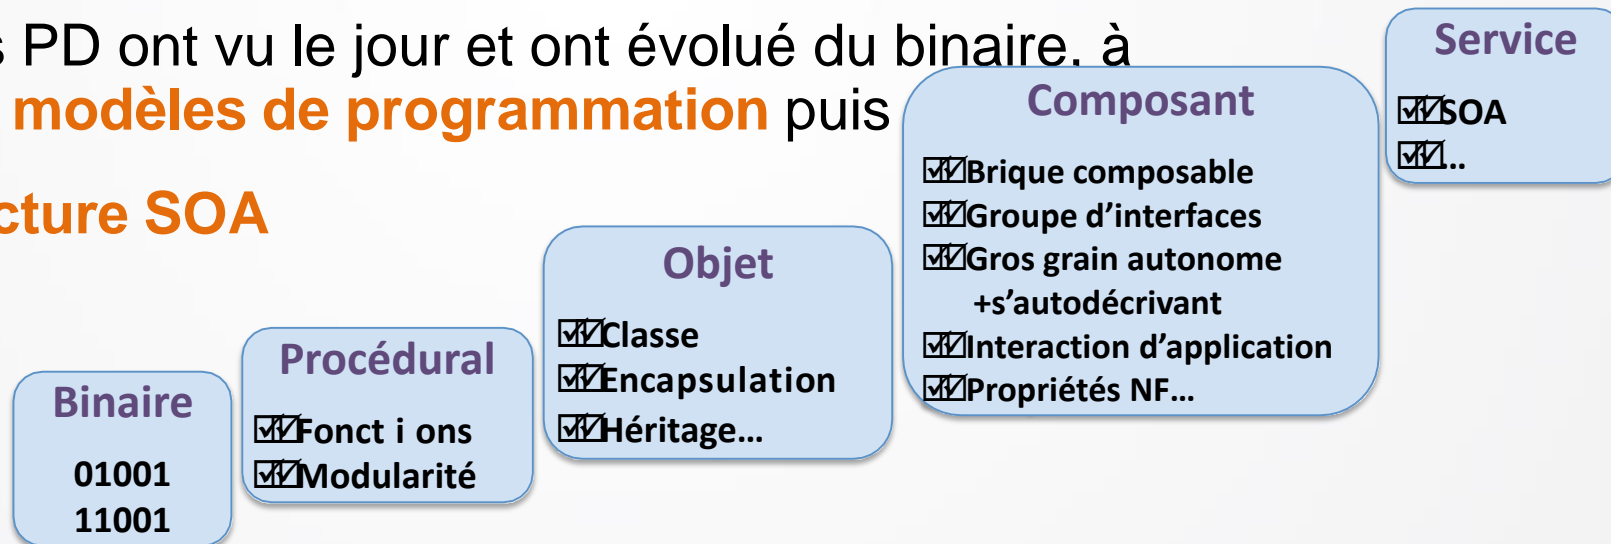 s PD ont vu le jour et ont évolué du binaire, à
modèles de programmation puis
cture SOA
Binaire
01001
11001
Procédural
☑☑Fonct i ons
☑☑Modularité
Objet
☑☑Classe
☑☑Encapsulation
☑☑Héritage...
Composant
☑☑Brique composable
☑☑Groupe d'interfaces
☑☑Gros grain autonome
+s'autodécrivant
☑☑Interaction d'application
☑☑Propriétés NF...
Service
☑☑SOA
☑☑...